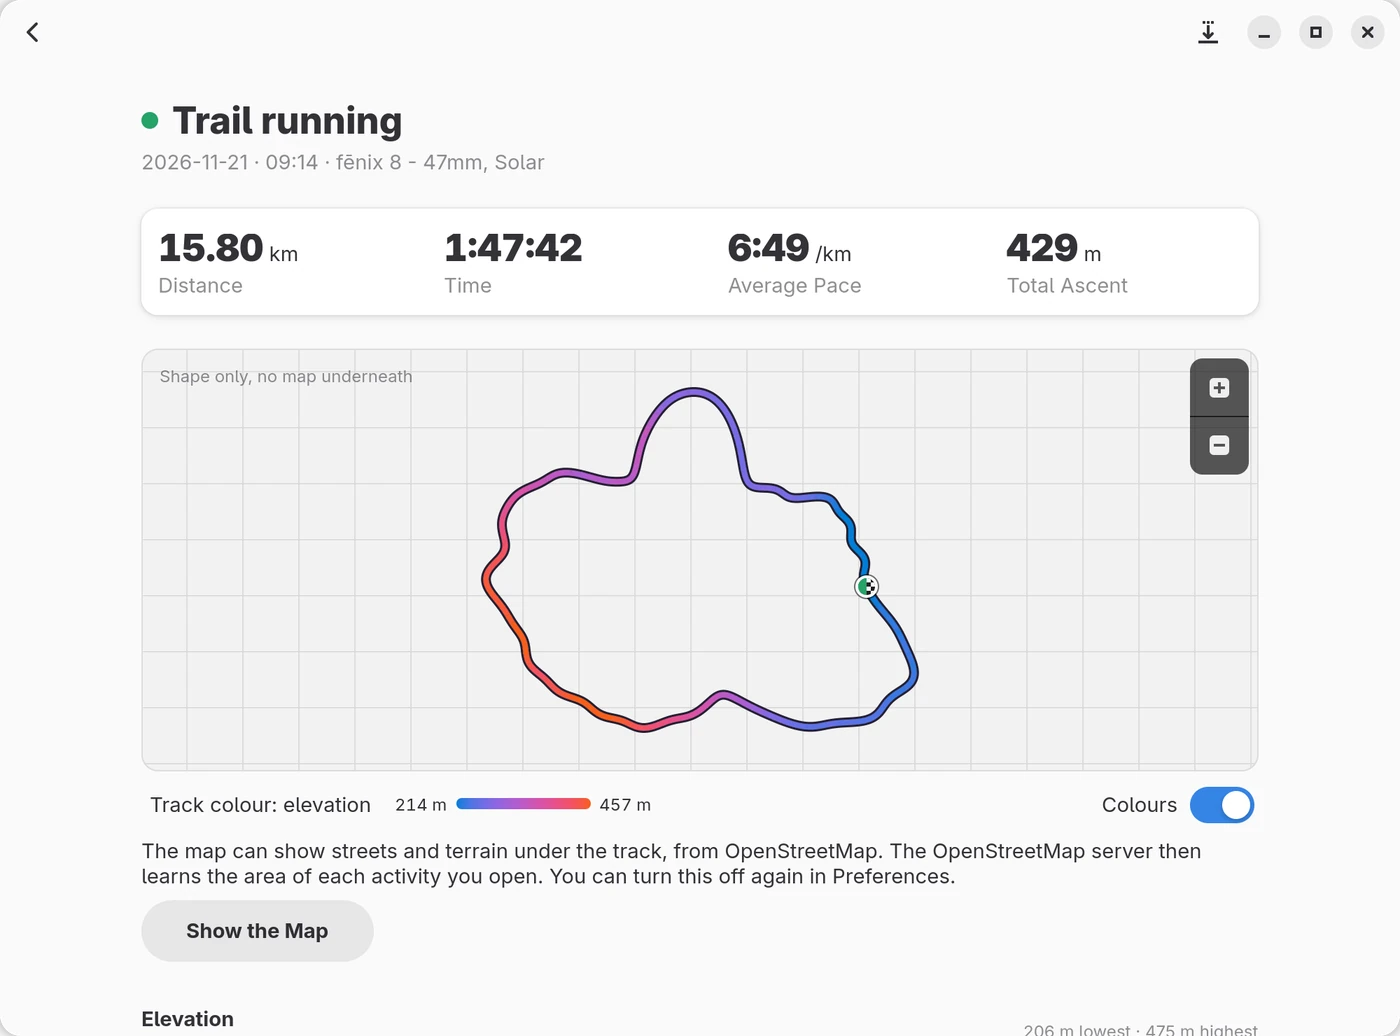 Trail running
2026-11-21 · 09:14 · fēnix 8 - 47mm, Solar
15.80 km
Distance
1:47:42
Time
6:49 /km
Average Pace
429 m
Total Ascent
Shape only, no map underneath
Track colour: elevation 214 m 457 m
Colours
The map can show streets and terrain under the track, from OpenStreetMap. The OpenStreetMap server then
learns the area of each activity you open. You can turn this off again in Preferences.
Show the Map
Elevation
206 m lowest · 475 m highest